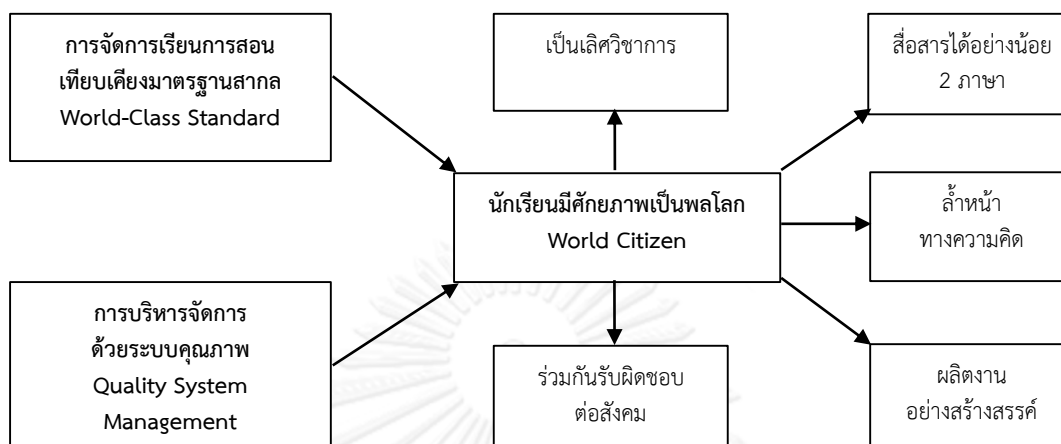 การจัดการเรียนการสอน
เทียบเคียงมาตรฐานสากล
World-Class Standard
เป็นเลิศวิชาการ
สื่อสารได้อย่างน้อย
2 ภาษา
นักเรียนมีศักยภาพเป็นพลโลก
World Citizen
ล้ำหน้า
ทางความคิด
การบริหารจัดการ
ด้วยระบบคุณภาพ
Quality System
Management
ร่วมกันรับผิดชอบ
ต่อสังคม
ผลิตงาน
อย่างสร้างสรรค์